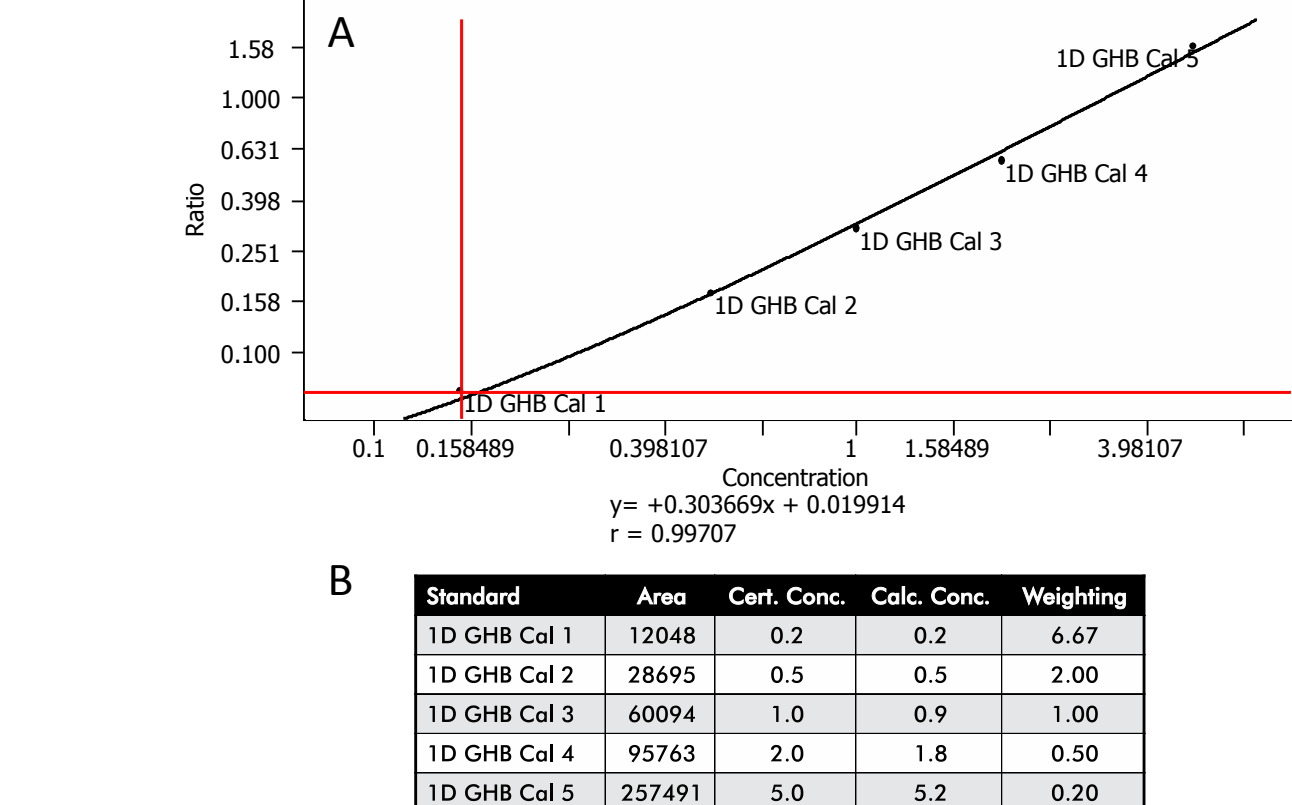 A
1.58
1.000
0.631
0.398
0.251
0.158
0.100
Ratio
1D GHB Cal 5
1D GHB Cal 4
1D GHB Cal 3
1D GHB Cal 2
1D GHB Cal 1
0.1 0.158489 0.398107 1 1.58489 3.98107
Concentration
y= +0.303669x + 0.019914
r = 0.99707
B
Standard Area Cert. Conc. Calc. Conc. Weighting
1D GHB Cal 1 12048 0.2 0.2 6.67
1D GHB Cal 2 28695 0.5 0.5 2.00
1D GHB Cal 3 60094 1.0 0.9 1.00
1D GHB Cal 4 95763 2.0 1.8 0.50
1D GHB Cal 5 257491 5.0 5.2 0.20